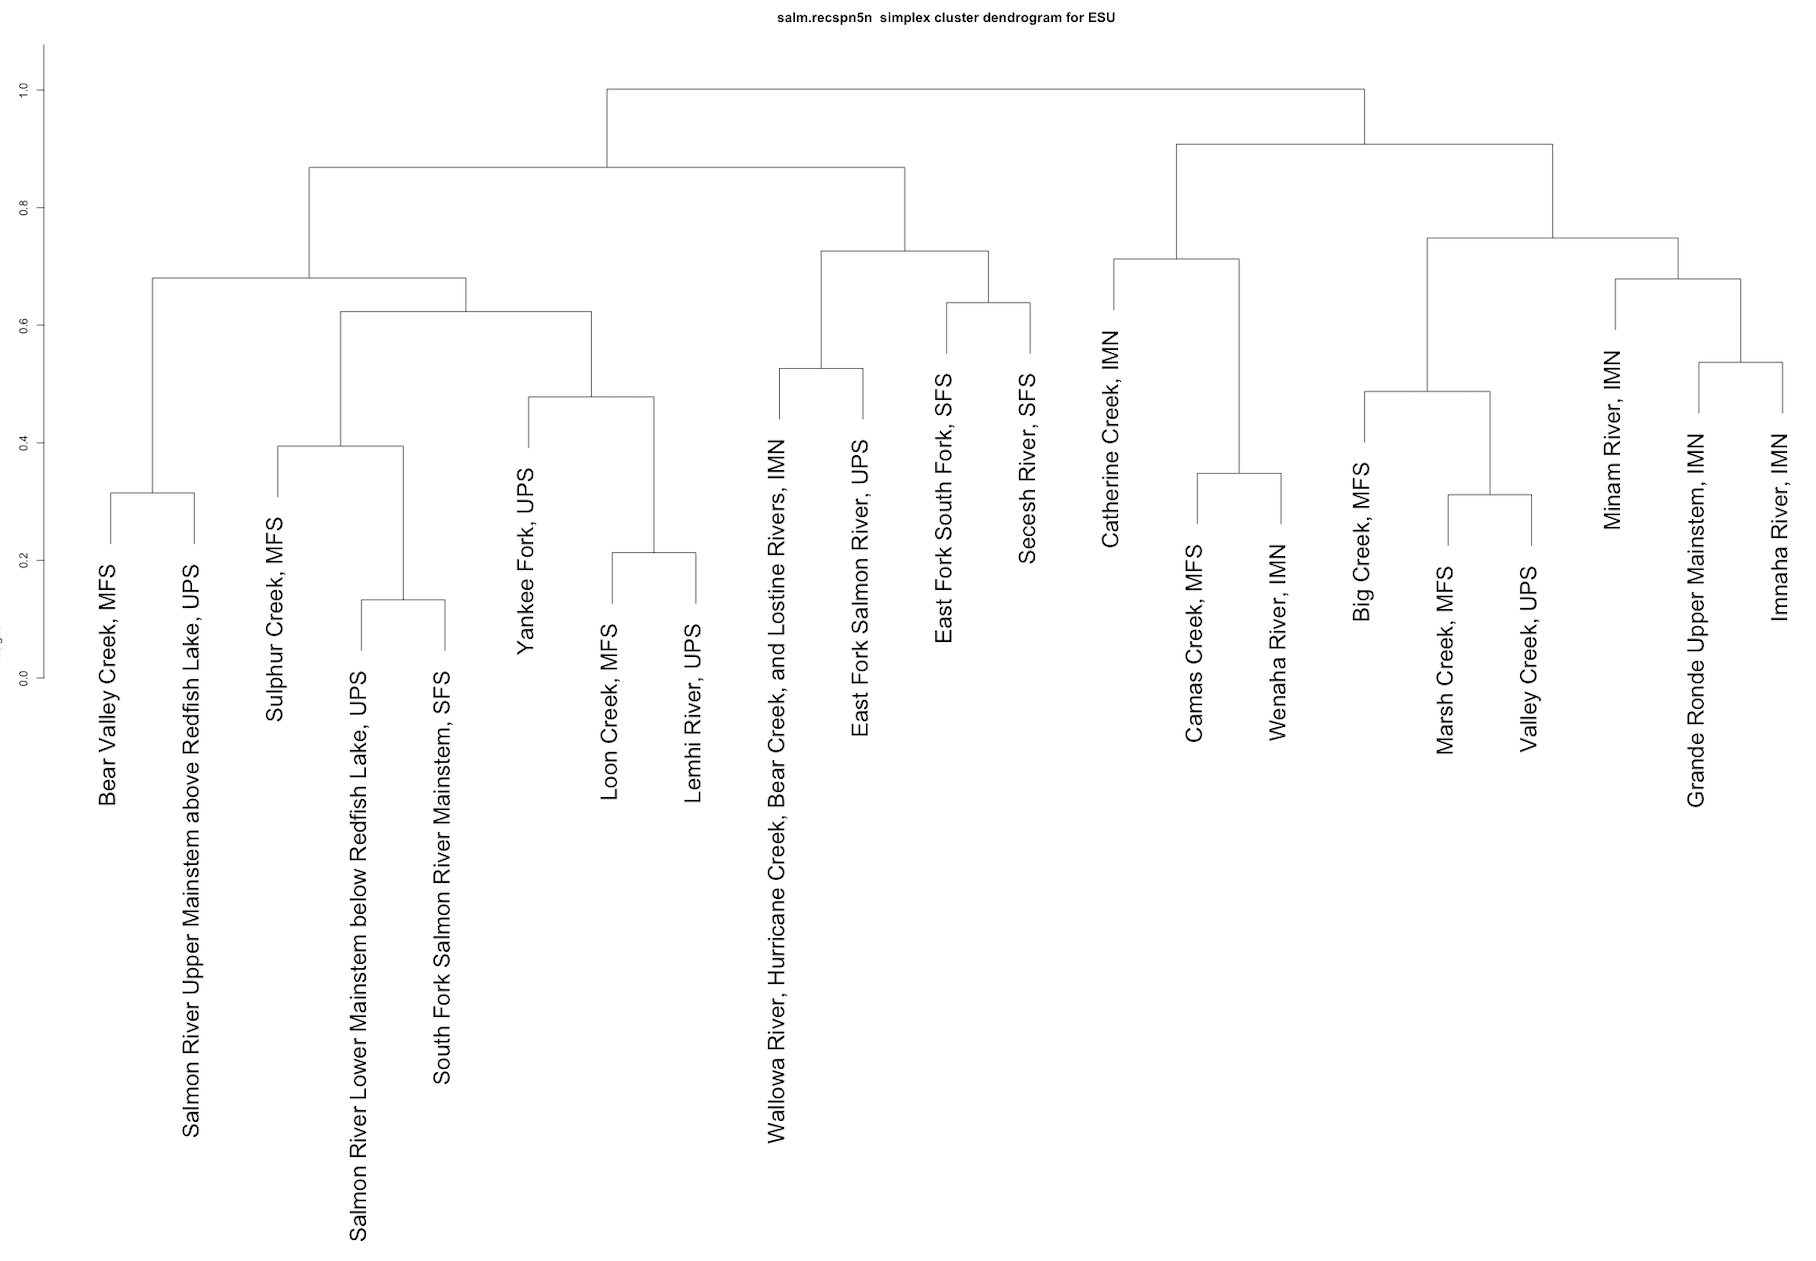 salm.recspn5n simplex cluster dendrogram for ESU
1.0
0.8
0.6
0.4
0.2
0.0
Bear Valley Creek, MFS
Salmon River Upper Mainstem above Redfish Lake, UPS
Sulphur Creek, MFS
Salmon River Lower Mainstem below Redfish Lake, UPS
South Fork Salmon River Mainstem, SFS
Yankee Fork, UPS
Loon Creek, MFS
Lemhi River, UPS
Wallowa River, Hurricane Creek, Bear Creek, and Lostine Rivers, IMN
East Fork Salmon River, UPS
East Fork South Fork, SFS
Secesh River, SFS
Catherine Creek, IMN
Camas Creek, MFS
Wenaha River, IMN
Big Creek, MFS
Marsh Creek, MFS
Valley Creek, UPS
Minam River, IMN
Grande Ronde Upper Mainstem, IMN
Imnaha River, IMN